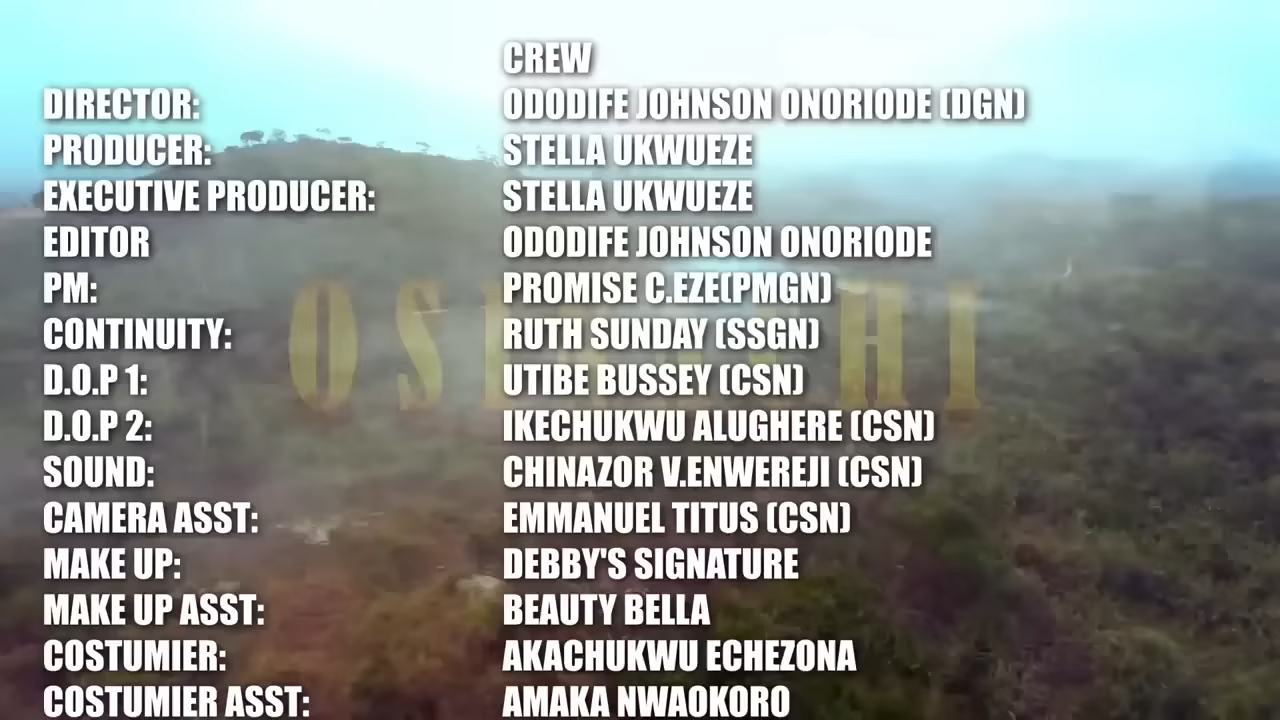 CREW
DIRECTOR: ODODIFE JOHNSON ONORIODE (DGN)
PRODUCER: STELLA UKWUEZE
EXECUTIVE PRODUCER: STELLA UKWUEZE
EDITOR ODODIFE JOHNSON ONORIODE
PM: PROMISE C.EZE(PMGN)
CONTINUITY: RUTH SUNDAY (SSGN)
D.O.P 1: UTIBE BUSSEY (CSN)
D.O.P 2: IKECHUKWU ALUGHERE (CSN)
SOUND: CHINAZOR V.ENWEREJI (CSN)
CAMERA ASST: EMMANUEL TITUS (CSN)
MAKE UP: DEBBY'S SIGNATURE
MAKE UP ASST: BEAUTY BELLA
COSTUMIER: AKACHUKWU ECHEZONA
COSTUMIER ASST: AMAKA NWAOKORO